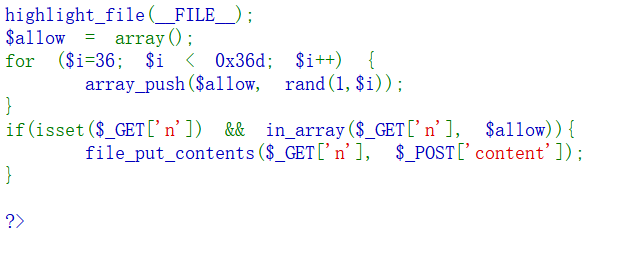 highlight_file(__FILE__);
$allow = array();
for ($i=36; $i < 0x36d; $i++) {
array_push($allow, rand(1,$i));
}
if(isset($_GET['n']) && in_array($_GET['n'], $allow)){
file_put_contents($_GET['n'], $_POST['content']);
}
?>